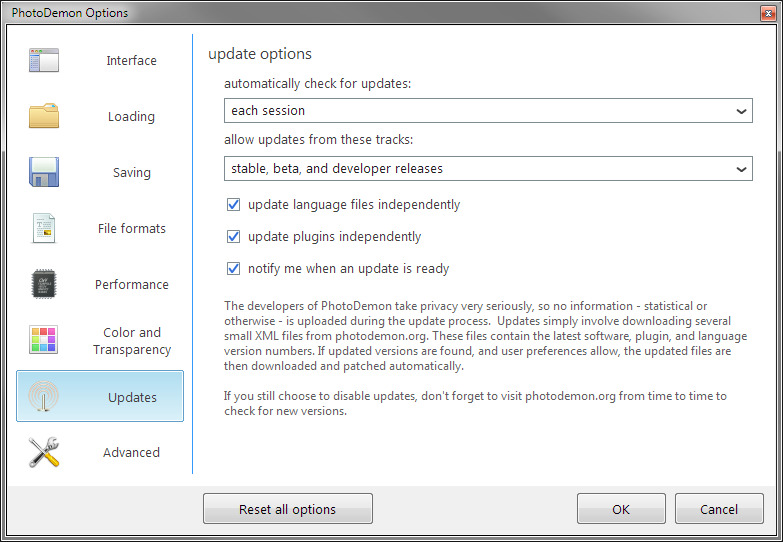 PhotoDemon Options
Interface
Loading
Saving
File formats
Performance
Color and
Transparency
Updates
Advanced
update options
automatically check for updates:
each session
allow updates from these tracks:
stable, beta, and developer releases
update language files independently
update plugins independently
notify me when an update is ready
The developers of PhotoDemon take privacy very seriously, so no information - statistical or
otherwise - is uploaded during the update process.  Updates simply involve downloading several
small XML files from photodemon.org. These files contain the latest software, plugin, and language
version numbers. If updated versions are found, and user preferences allow, the updated files are
then downloaded and patched automatically.
If you still choose to disable updates, don't forget to visit photodemon.org from time to time to
check for new versions.
Reset all options
OK
Cancel